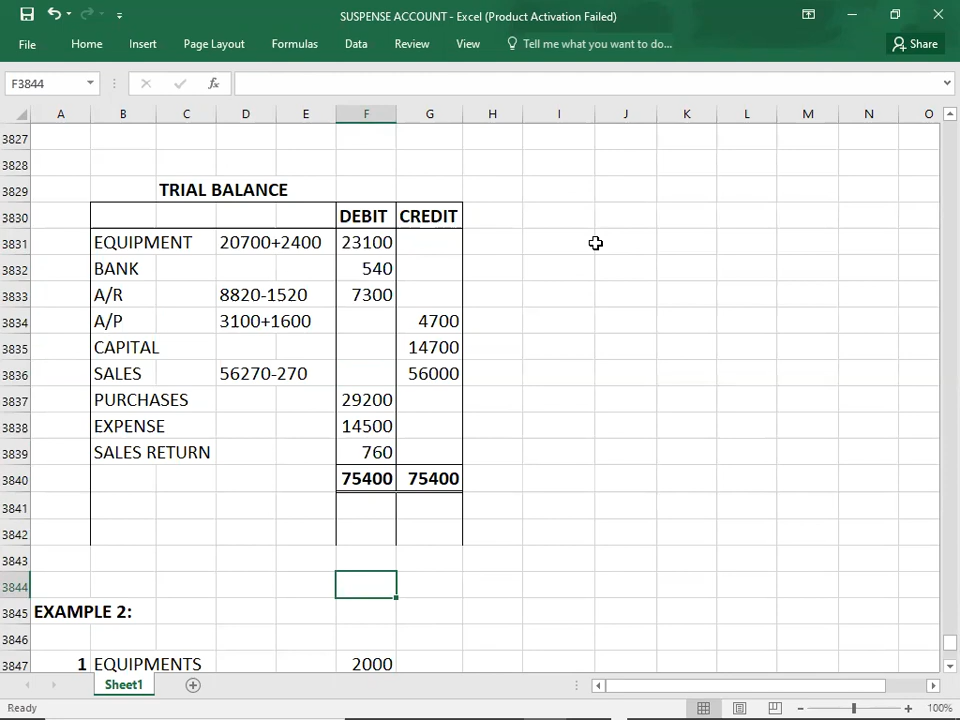 SUSPENSE ACCOUNT - Excel (Product Activation Failed)
File Home Insert Page Layout Formulas Data Review View Tell me what you want to do... Share
F3844 fx
A B C D E F G H I J K L M N O
3827
3828
3829 TRIAL BALANCE
3830 DEBIT CREDIT
3831 EQUIPMENT 20700+2400 23100
3832 BANK 540
3833 A/R 8820-1520 7300
3834 A/P 3100+1600 4700
3835 CAPITAL 14700
3836 SALES 56270-270 56000
3837 PURCHASES 29200
3838 EXPENSE 14500
3839 SALES RETURN 760
3840 75400 75400
3841
3842
3843
3844
3845 EXAMPLE 2:
3846
3847 1 EQUIPMENTS 2000
Sheet1
Ready 100%